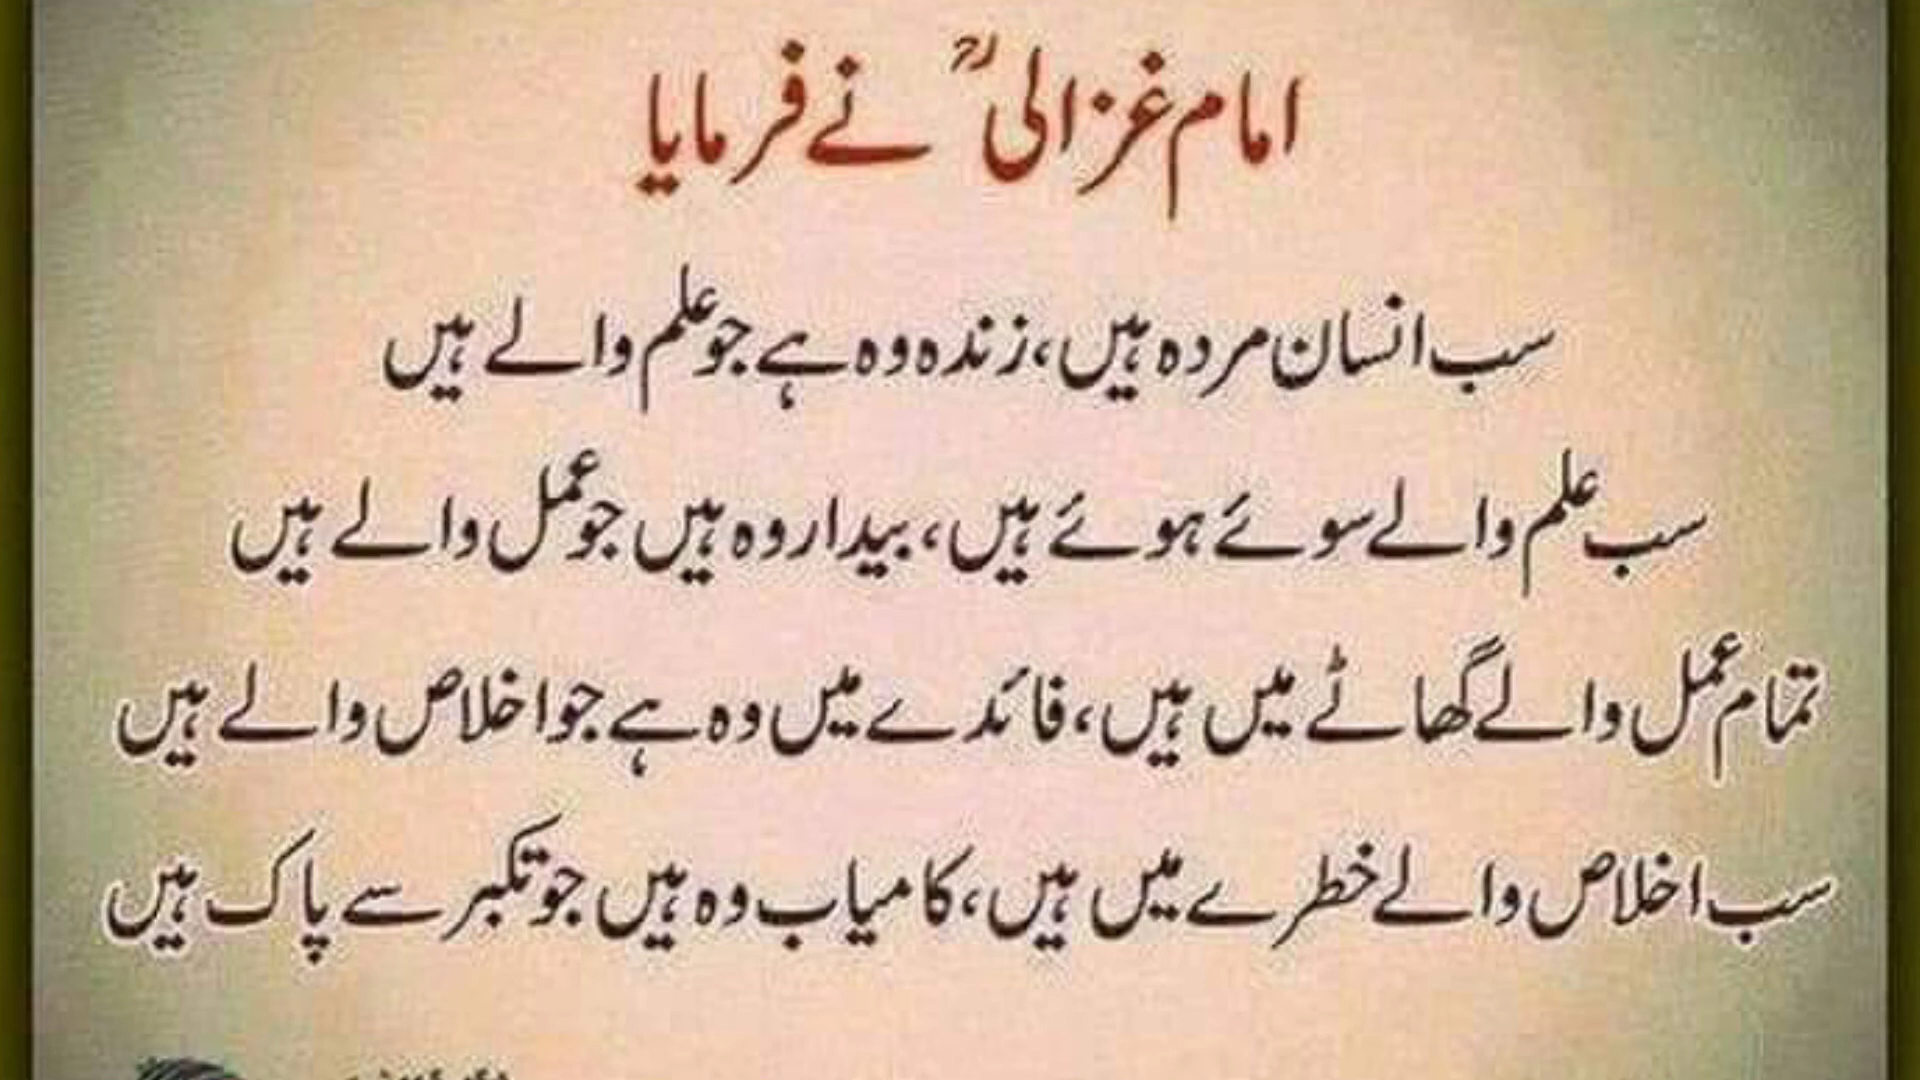 امام غزالیؒ نے فرمایا
سب انسان مردہ ہیں، زندہ وہ ہے جو علم والے ہیں
سب علم والے سوئے ہوئے ہیں، بیدار وہ ہیں جو عمل والے ہیں
تمام عمل والے گھاٹے میں ہیں، فائدے میں وہ ہے جو اخلاص والے ہیں
سب اخلاص والے خطرے میں ہیں، کامیاب وہ ہیں جو تکبر سے پاک ہیں